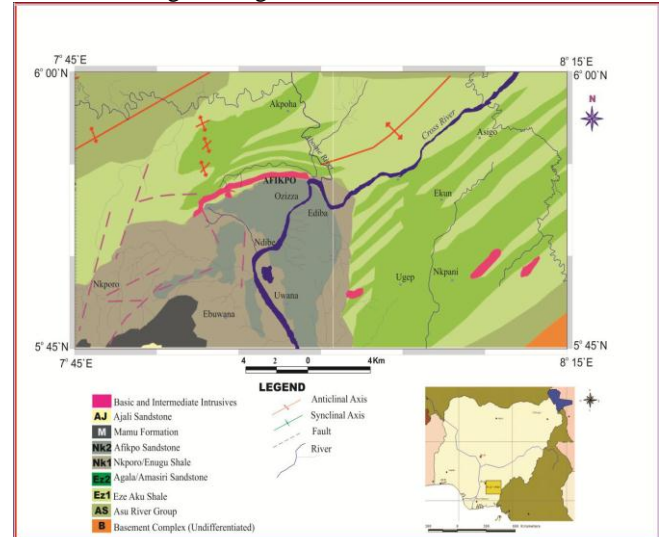 7° 45'E
8° 15'E
6° 00'N
6° 00'N
N
Akpoha
Cross River
Asigo
AFIKPO
Ozizza
Ediba
Ekun
Ndibe
Ugep
Nkpani
Nkporo
Uwana
Ebuwana
5° 45'N
5° 45'N
7° 45'E
8° 15'E
4 2 0 4Km
LEGEND
Basic and Intermediate Intrusives
AJ Ajali Sandstone
M Mamu Formation
Nk2 Afikpo Sandstone
Nk1 Nkporo/Enugu Shale
Ez2 Agala/Amasiri Sandstone
Ez1 Eze Aku Shale
AS Asu River Group
B Basement Complex (Undifferentiated)
Anticlinal Axis
Synclinal Axis
Fault
River